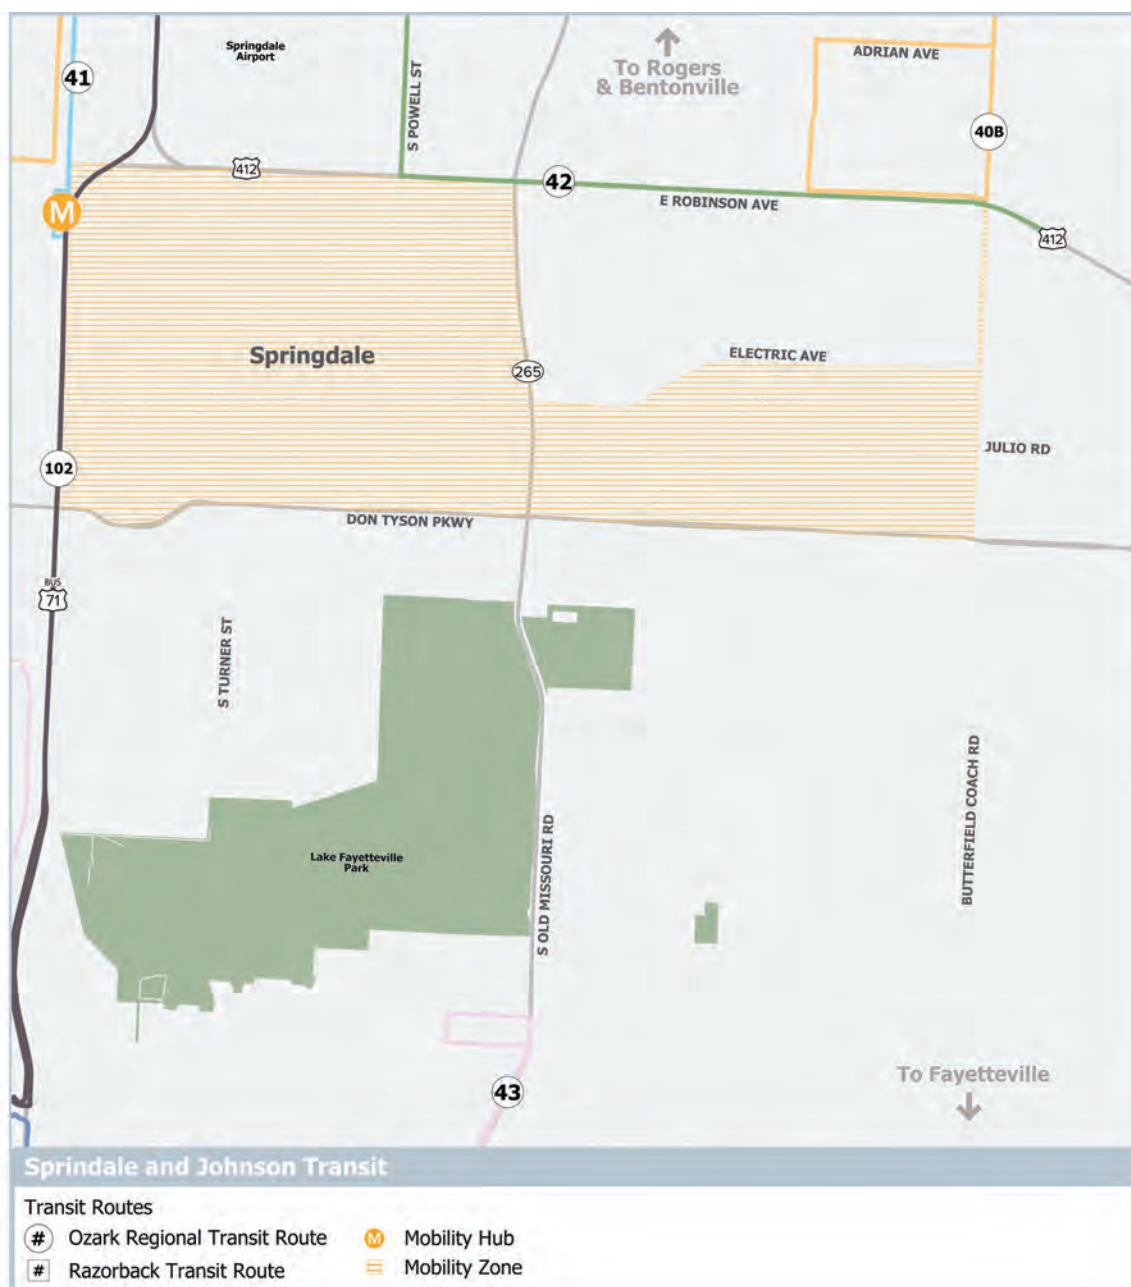 Springdale
Airport
41
S POWELL ST
To Rogers
& Bentonville
ADRIAN AVE
40B
412
42
E ROBINSON AVE
M
412
Springdale
ELECTRIC AVE
265
JULIO RD
102
DON TYSON PKWY
BUS
71
S TURNER ST
BUTTERFIELD COACH RD
Lake Fayetteville
Park
S OLD MISSOURI RD
To Fayetteville
43
Sprindale and Johnson Transit
Transit Routes
# Ozark Regional Transit Route
M Mobility Hub
# Razorback Transit Route
Mobility Zone